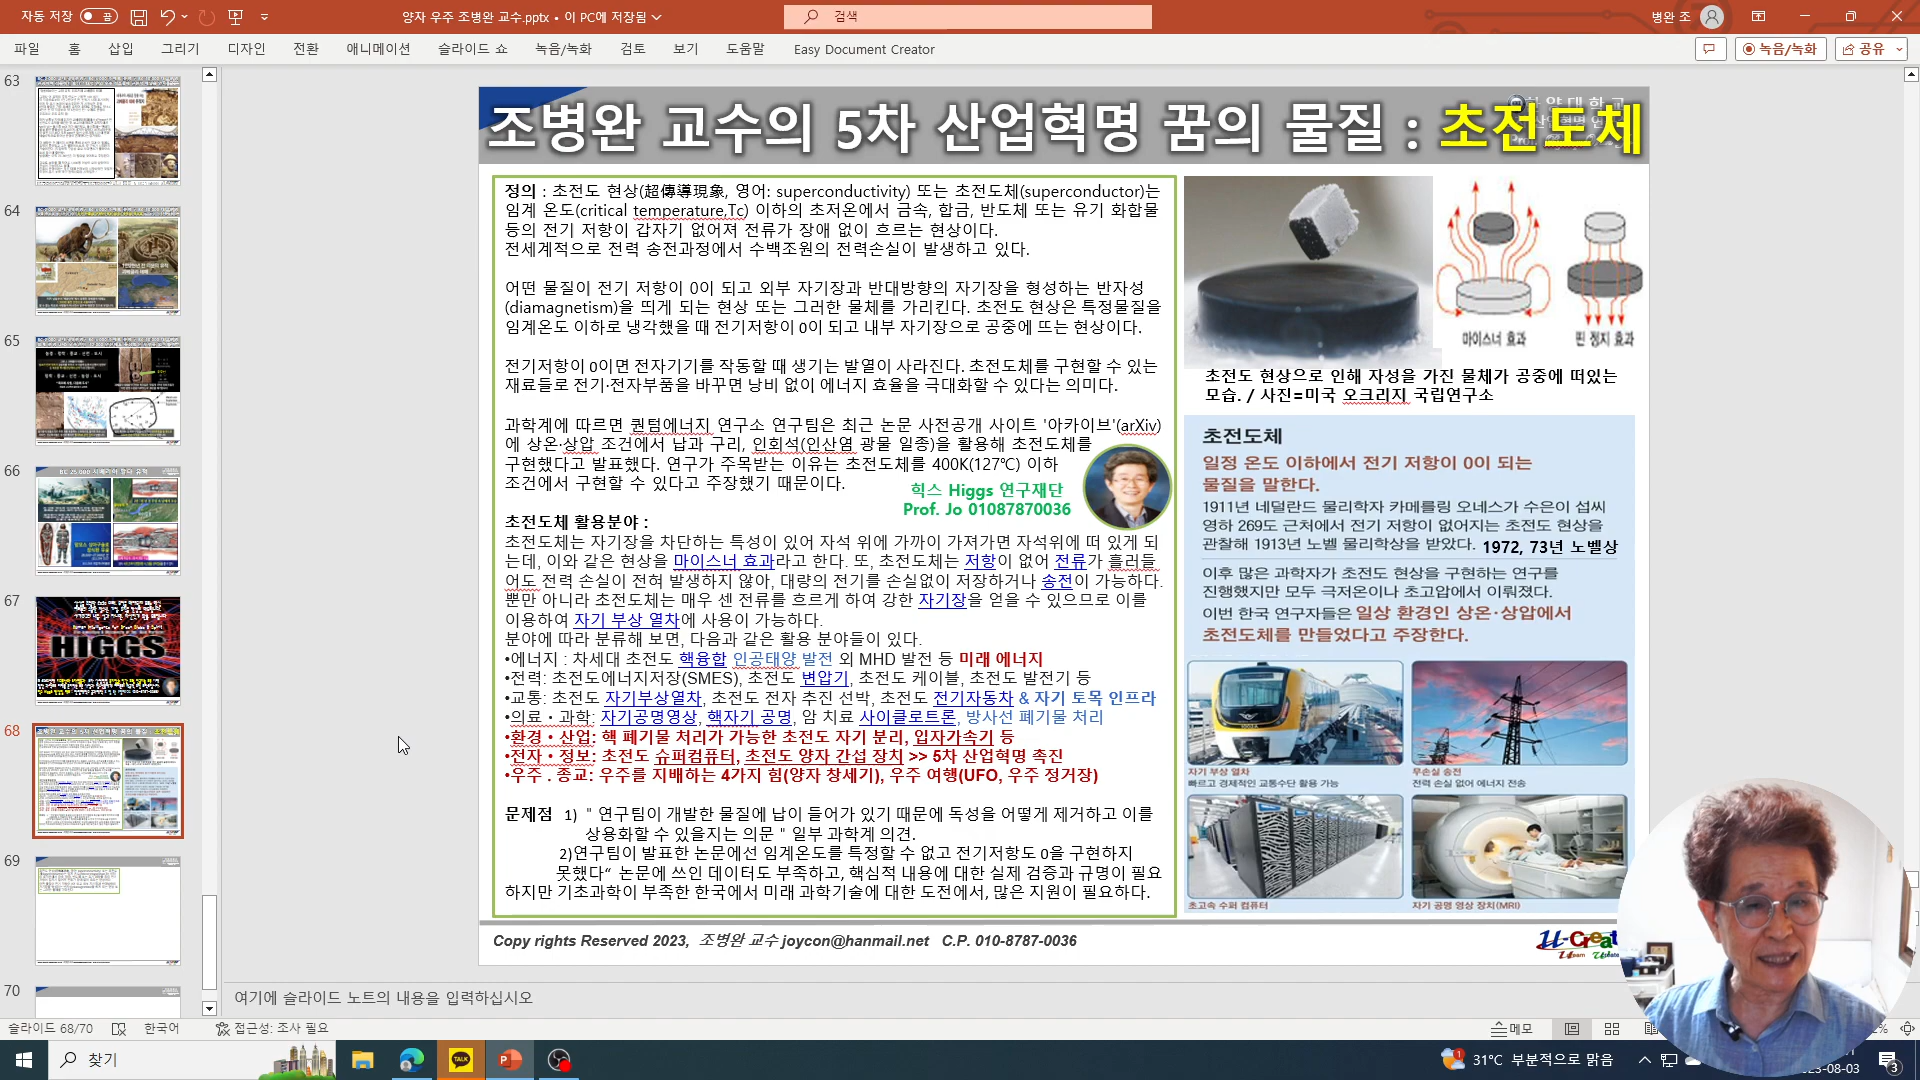 자동 저장 끔 양자 우주 조병완 교수.pptx • 이 PC에 저장됨 검색 병완 조
파일 홈 삽입 그리기 디자인 전환 애니메이션 슬라이드 쇼 녹음/녹화 검토 보기 도움말 Easy Document Creator 녹음/녹화 공유
63
64
65
66
67
HIGGS
68
69
70
조병완 교수의 5차 산업혁명 꿈의 물질 : 초전도체
정의 : 초전도 현상(超傳導現象, 영어: superconductivity) 또는 초전도체(superconductor)는
임계 온도(critical temperature,Tc) 이하의 초저온에서 금속, 합금, 반도체 또는 유기 화합물
등의 전기 저항이 갑자기 없어져 전류가 장애 없이 흐르는 현상이다.
전세계적으로 전력 송전과정에서 수백조원의 전력손실이 발생하고 있다.
어떤 물질이 전기 저항이 0이 되고 외부 자기장과 반대방향의 자기장을 형성하는 반자성
(diamagnetism)을 띄게 되는 현상 또는 그러한 물체를 가리킨다. 초전도 현상은 특정물질을
임계온도 이하로 냉각했을 때 전기저항이 0이 되고 내부 자기장으로 공중에 뜨는 현상이다.
전기저항이 0이면 전자기기를 작동할 때 생기는 발열이 사라진다. 초전도체를 구현할 수 있는
재료들로 전기·전자부품을 바꾸면 낭비 없이 에너지 효율을 극대화할 수 있다는 의미다.
과학계에 따르면 퀀텀에너지 연구소 연구팀은 최근 논문 사전공개 사이트 '아카이브'(arXiv)
에 상온·상압 조건에서 납과 구리, 인회석(인산염 광물 일종)을 활용해 초전도체를
구현했다고 발표했다. 연구가 주목받는 이유는 초전도체를 400K(127℃) 이하
조건에서 구현할 수 있다고 주장했기 때문이다.
힉스 Higgs 연구재단
Prof. Jo 01087870036
초전도체 활용분야 :
초전도체는 자기장을 차단하는 특성이 있어 자석 위에 가까이 가져가면 자석위에 떠 있게 되
는데, 이와 같은 현상을 마이스너 효과라고 한다. 또, 초전도체는 저항이 없어 전류가 흘러들
어도 전력 손실이 전혀 발생하지 않아, 대량의 전기를 손실없이 저장하거나 송전이 가능하다.
뿐만 아니라 초전도체는 매우 센 전류를 흐르게 하여 강한 자기장을 얻을 수 있으므로 이를
이용하여 자기 부상 열차에 사용이 가능하다.
분야에 따라 분류해 보면, 다음과 같은 활용 분야들이 있다.
•에너지 : 차세대 초전도 핵융합 인공태양 발전 외 MHD 발전 등 미래 에너지
•전력: 초전도에너지저장(SMES), 초전도 변압기, 초전도 케이블, 초전도 발전기 등
•교통: 초전도 자기부상열차, 초전도 전자 추진 선박, 초전도 전기자동차 & 자기 토목 인프라
•의료・과학: 자기공명영상, 핵자기 공명, 암 치료 사이클로트론, 방사선 폐기물 처리
•환경・산업: 핵 폐기물 처리가 가능한 초전도 자기 분리, 입자가속기 등
•전자・정보: 초전도 슈퍼컴퓨터, 초전도 양자 간섭 장치 >> 5차 산업혁명 촉진
•우주 . 종교: 우주를 지배하는 4가지 힘(양자 창세기), 우주 여행(UFO, 우주 정거장)
문제점 1) " 연구팀이 개발한 물질에 납이 들어가 있기 때문에 독성을 어떻게 제거하고 이를
상용화할 수 있을지는 의문 " 일부 과학계 의견.
2)연구팀이 발표한 논문에선 임계온도를 특정할 수 없고 전기저항도 0을 구현하지
못했다“ 논문에 쓰인 데이터도 부족하고, 핵심적 내용에 대한 실제 검증과 규명이 필요
하지만 기초과학이 부족한 한국에서 미래 과학기술에 대한 도전에서, 많은 지원이 필요하다.
마이스너 효과 핀 정지 효과
초전도 현상으로 인해 자성을 가진 물체가 공중에 떠있는
모습. / 사진=미국 오크리지 국립연구소
초전도체
일정 온도 이하에서 전기 저항이 0이 되는
물질을 말한다.
1911년 네덜란드 물리학자 카메를링 오네스가 수은이 섭씨
영하 269도 근처에서 전기 저항이 없어지는 초전도 현상을
관찰해 1913년 노벨 물리학상을 받았다. 1972, 73년 노벨상
이후 많은 과학자가 초전도 현상을 구현하는 연구를
진행했지만 모두 극저온이나 초고압에서 이뤄졌다.
이번 한국 연구자들은 일상 환경인 상온·상압에서
초전도체를 만들었다고 주장한다.
자기 부상 열차
빠르고 경제적인 교통수단 활용 가능
무손실 송전
전력 손실 없어 에너지 전송
초고속 수퍼 컴퓨터
자기 공명 영상 장치(MRI)
Copy rights Reserved 2023, 조병완 교수 joycon@hanmail.net C.P. 010-8787-0036
여기에 슬라이드 노트의 내용을 입력하십시오
슬라이드 68/70 한국어 접근성: 조사 필요 메모
찾기 TALK 31°C 부분적으로 맑음
3